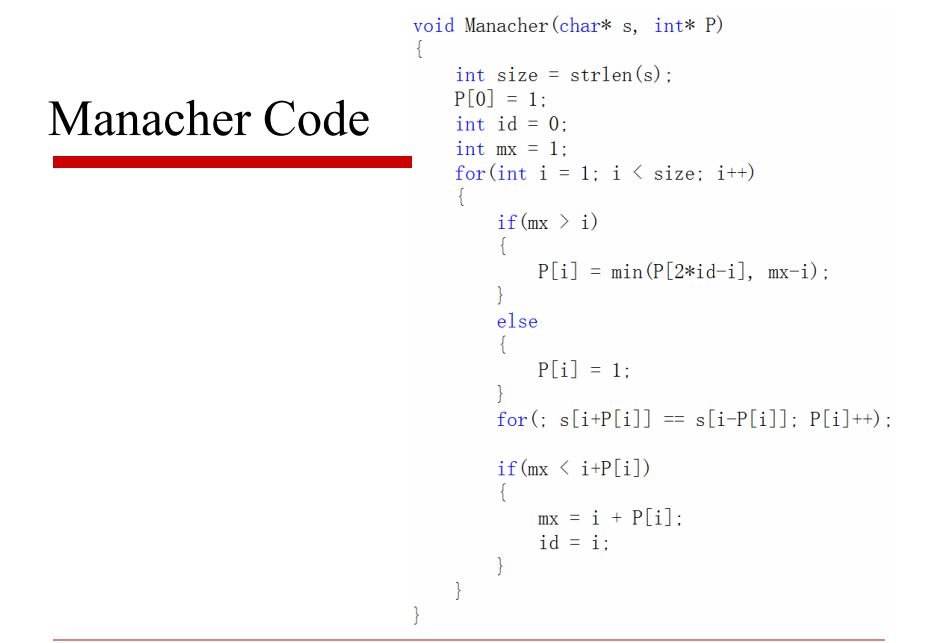 Manacher Code
void Manacher(char* s, int* P)
{
    int size = strlen(s);
    P[0] = 1;
    int id = 0;
    int mx = 1;
    for(int i = 1; i < size; i++)
    {
        if(mx > i)
        {
            P[i] = min(P[2*id-i], mx-i);
        }
        else
        {
            P[i] = 1;
        }
        for(; s[i+P[i]] == s[i-P[i]]; P[i]++);
        if(mx < i+P[i])
        {
            mx = i + P[i];
            id = i;
        }
    }
}